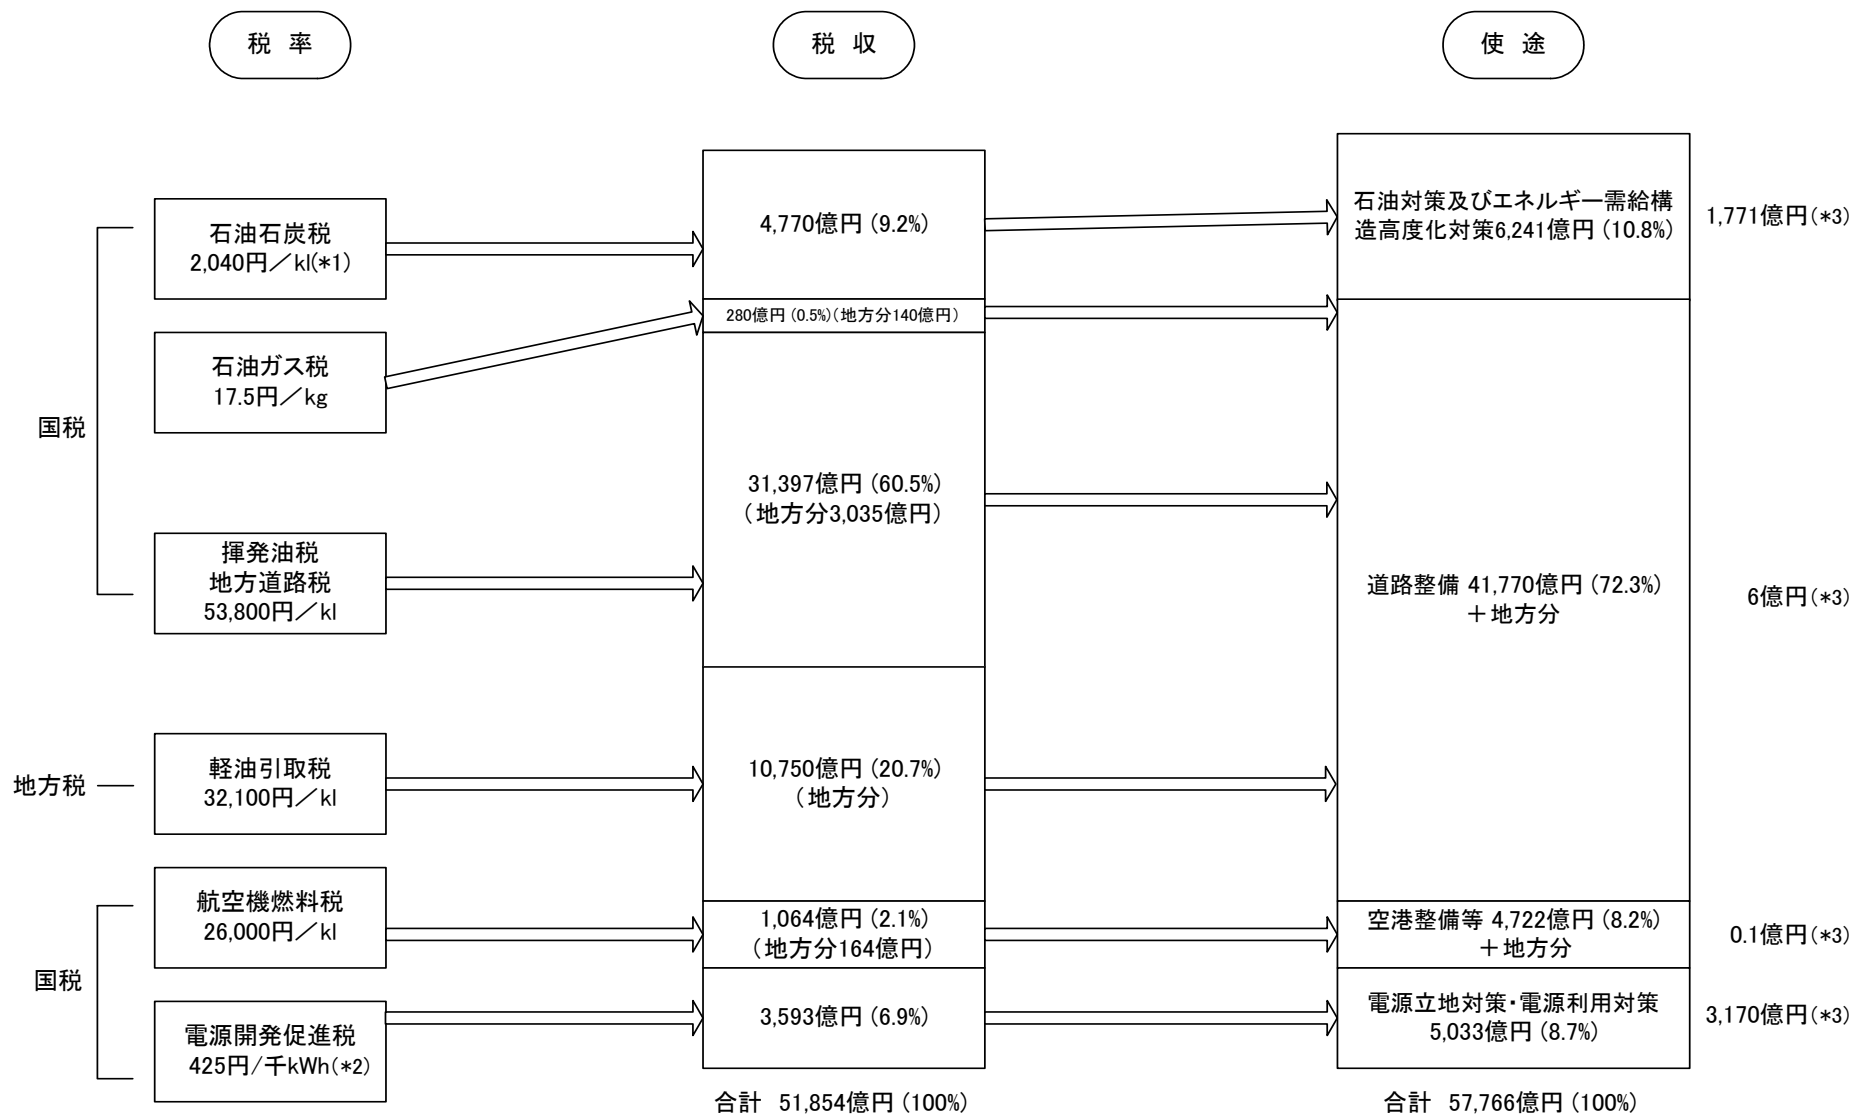 税 率
税 収
使 途
国税
石油石炭税
2,040円／kl(*1)
石油ガス税
17.5円／kg
揮発油税
地方道路税
53,800円／kl
地方税
軽油引取税
32,100円／kl
国税
航空機燃料税
26,000円／kl
電源開発促進税
425円/千kWh(*2)
4,770億円 (9.2%)
280億円 (0.5%)(地方分140億円)
31,397億円 (60.5%)
(地方分3,035億円)
10,750億円 (20.7%)
(地方分)
1,064億円 (2.1%)
(地方分164億円)
3,593億円 (6.9%)
合計 51,854億円 (100%)
石油対策及びエネルギー需給構
造高度化対策6,241億円 (10.8%)
道路整備 41,770億円 (72.3%)
＋地方分
空港整備等 4,722億円 (8.2%)
＋地方分
電源立地対策・電源利用対策
5,033億円 (8.7%)
合計 57,766億円 (100%)
1,771億円(*3)
6億円(*3)
0.1億円(*3)
3,170億円(*3)